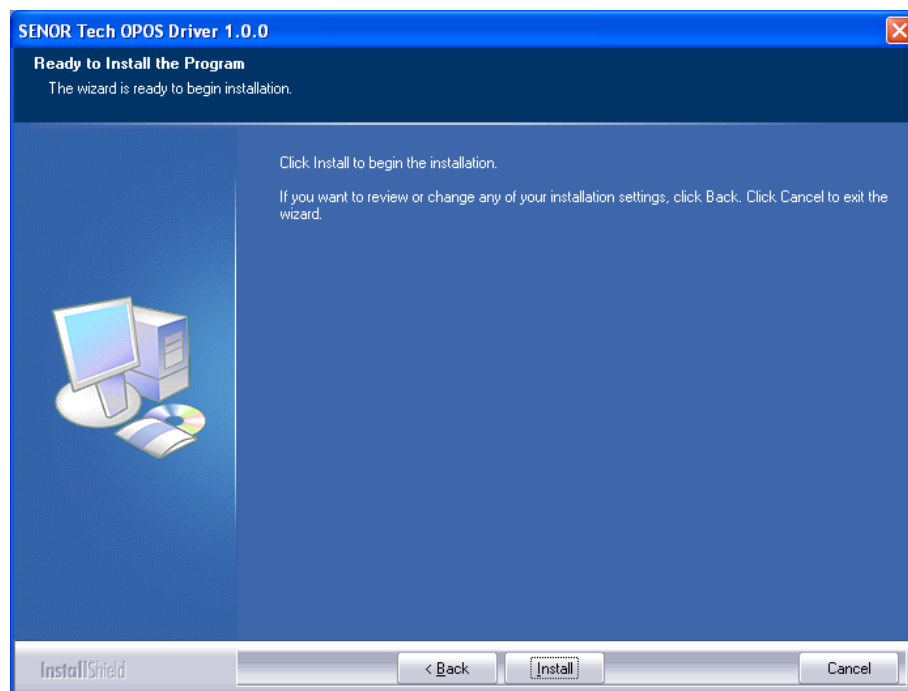 SENOR Tech OPOS Driver 1.0.0
Ready to Install the Program
The wizard is ready to begin installation.
Click Install to begin the installation.
If you want to review or change any of your installation settings, click Back. Click Cancel to exit the
wizard.
InstallShield
< Back
Install
Cancel